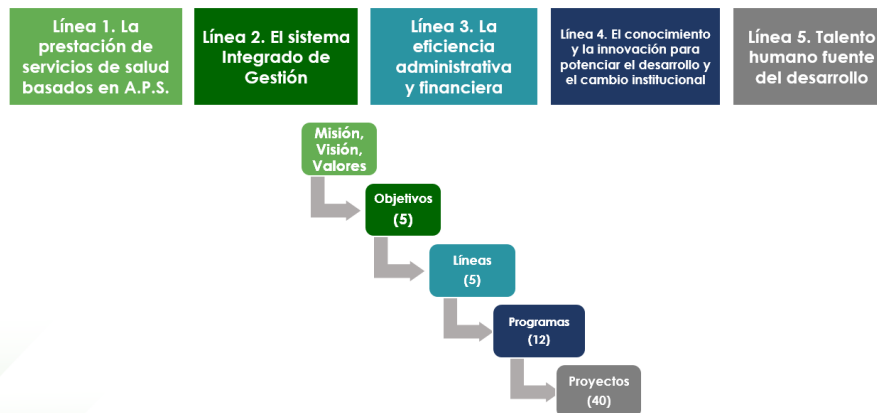 Línea 1. La
prestación de
servicios de salud
basados en A.P.S.
Línea 2. El sistema
Integrado de
Gestión
Línea 3. La
eficiencia
administrativa
y financiera
Línea 4. El conocimiento
y la innovación para
potenciar el desarrollo y
el cambio institucional
Línea 5. Talento
humano fuente
del desarrollo
Misión,
Visión,
Valores
Objetivos
(5)
Líneas
(5)
Programas
(12)
Proyectos
(40)